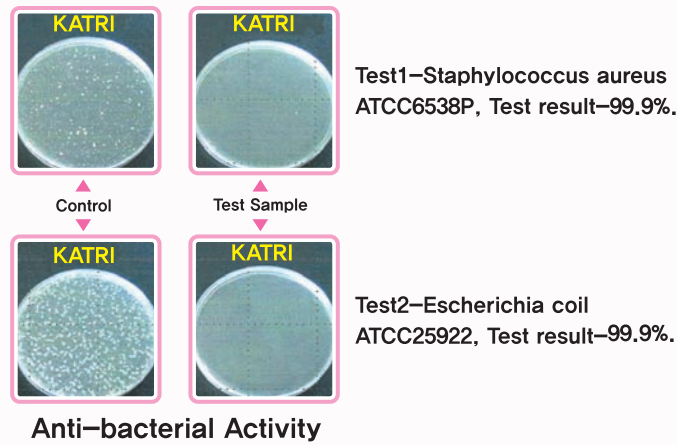 KATRI
KATRI
Test1-Staphylococcus aureus
ATCC6538P, Test result-99.9%.
Control
Test Sample
KATRI
KATRI
Test2-Escherichia coil
ATCC25922, Test result-99.9%.
Anti-bacterial Activity